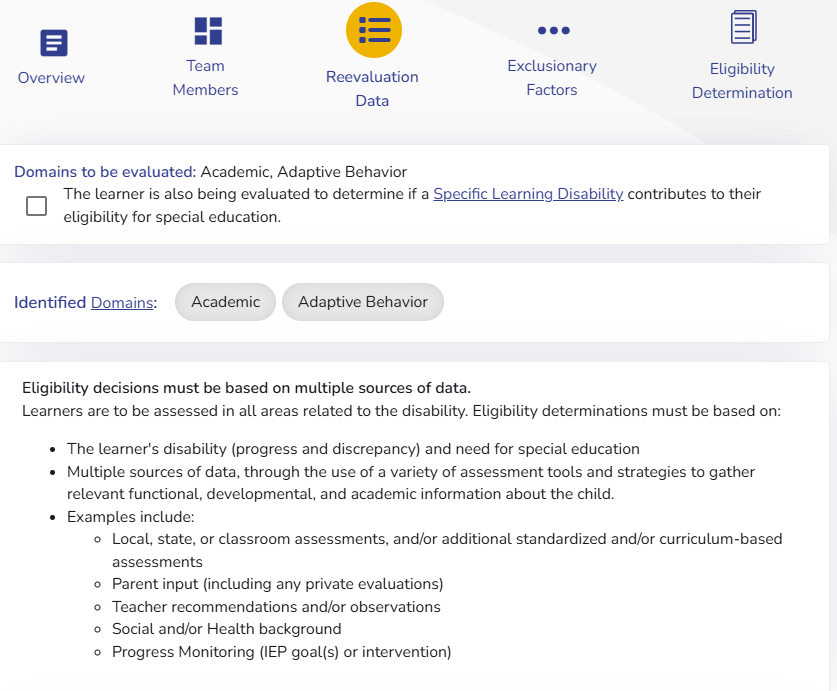 Overview
Team
Members
Reevaluation
Data
Exclusionary
Factors
Eligibility
Determination
Domains to be evaluated: Academic, Adaptive Behavior
The learner is also being evaluated to determine if a Specific Learning Disability contributes to their
eligibility for special education.
Identified Domains: Academic Adaptive Behavior
Eligibility decisions must be based on multiple sources of data.
Learners are to be assessed in all areas related to the disability. Eligibility determinations must be based on:
• The learner's disability (progress and discrepancy) and need for special education
• Multiple sources of data, through the use of a variety of assessment tools and strategies to gather
relevant functional, developmental, and academic information about the child.
• Examples include:
◦ Local, state, or classroom assessments, and/or additional standardized and/or curriculum-based
assessments
◦ Parent input (including any private evaluations)
◦ Teacher recommendations and/or observations
◦ Social and/or Health background
◦ Progress Monitoring (IEP goal(s) or intervention)